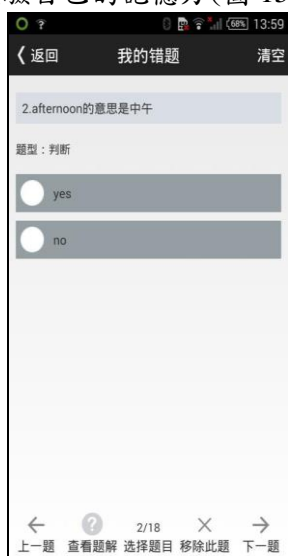 68% 13:59
返回 我的错题 清空
2.afternoon的意思是中午
题型：判断
yes
no
2/18
上一题 查看题解 选择题目 移除此题 下一题